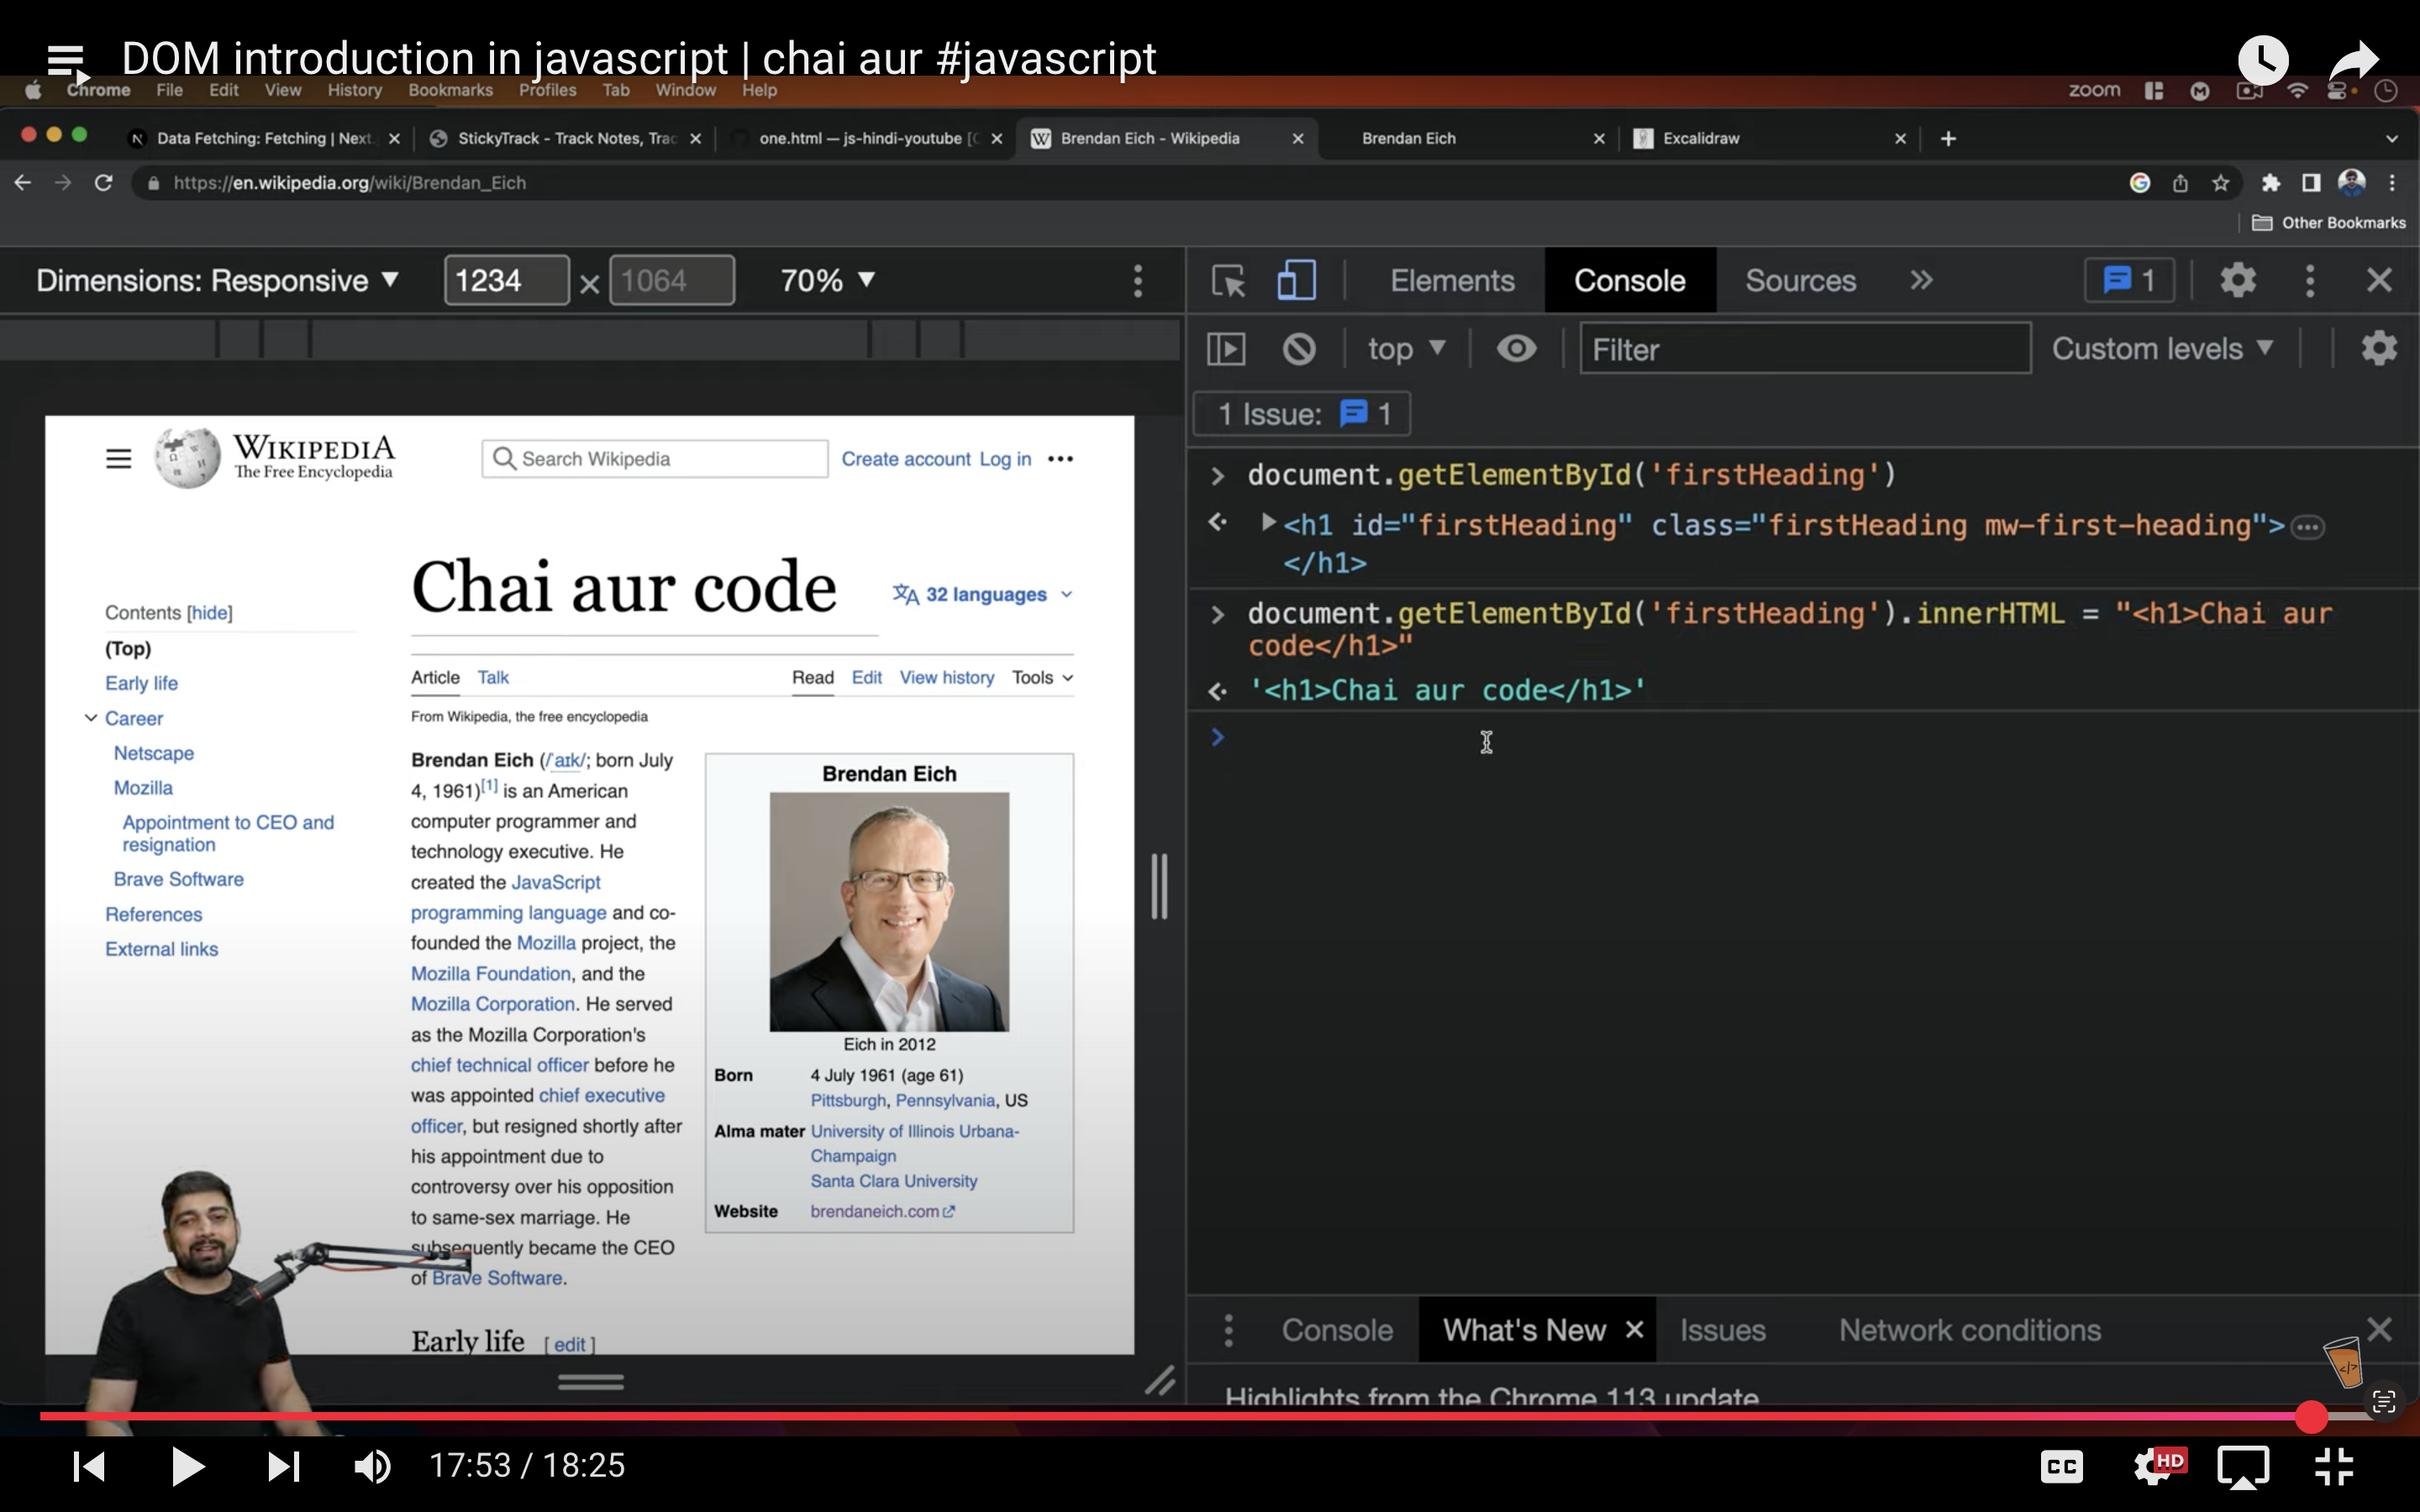 DOM introduction in javascript | chai aur #javascript
Chrome File Edit View History Bookmarks Profiles Tab Window Help
zoom
Data Fetching: Fetching | Next.
StickyTrack - Track Notes, Trac
one.html — js-hindi-youtube [C
Brendan Eich - Wikipedia
Brendan Eich
Excalidraw
https://en.wikipedia.org/wiki/Brendan_Eich
Other Bookmarks
Dimensions: Responsive ▼ 1234 × 1064 70% ▼
WIKIPEDIA
The Free Encyclopedia
Search Wikipedia
Create account Log in
Contents [hide]
(Top)
Early life
Career
Netscape
Mozilla
Appointment to CEO and
resignation
Brave Software
References
External links
Chai aur code
32 languages
Article Talk Read Edit View history Tools
From Wikipedia, the free encyclopedia
Brendan Eich (/ˈaɪk/; born July
4, 1961)[1] is an American
computer programmer and
technology executive. He
created the JavaScript
programming language and co-
founded the Mozilla project, the
Mozilla Foundation, and the
Mozilla Corporation. He served
as the Mozilla Corporation's
chief technical officer before he
was appointed chief executive
officer, but resigned shortly after
his appointment due to
controversy over his opposition
to same-sex marriage. He
subsequently became the CEO
of Brave Software.
Early life [ edit ]
Brendan Eich
Eich in 2012
Born 4 July 1961 (age 61)
Pittsburgh, Pennsylvania, US
Alma mater University of Illinois Urbana-
Champaign
Santa Clara University
Website brendaneich.com
Elements Console Sources » 1
top ▼ Filter Custom levels ▼
1 Issue: 1
> document.getElementById('firstHeading')
<h1 id="firstHeading" class="firstHeading mw-first-heading">…
</h1>
> document.getElementById('firstHeading').innerHTML = "<h1>Chai aur
code</h1>"
'<h1>Chai aur code</h1>'
>
Console What's New × Issues Network conditions
Highlights from the Chrome 113 update
</>
17:53 / 18:25
CC
HD